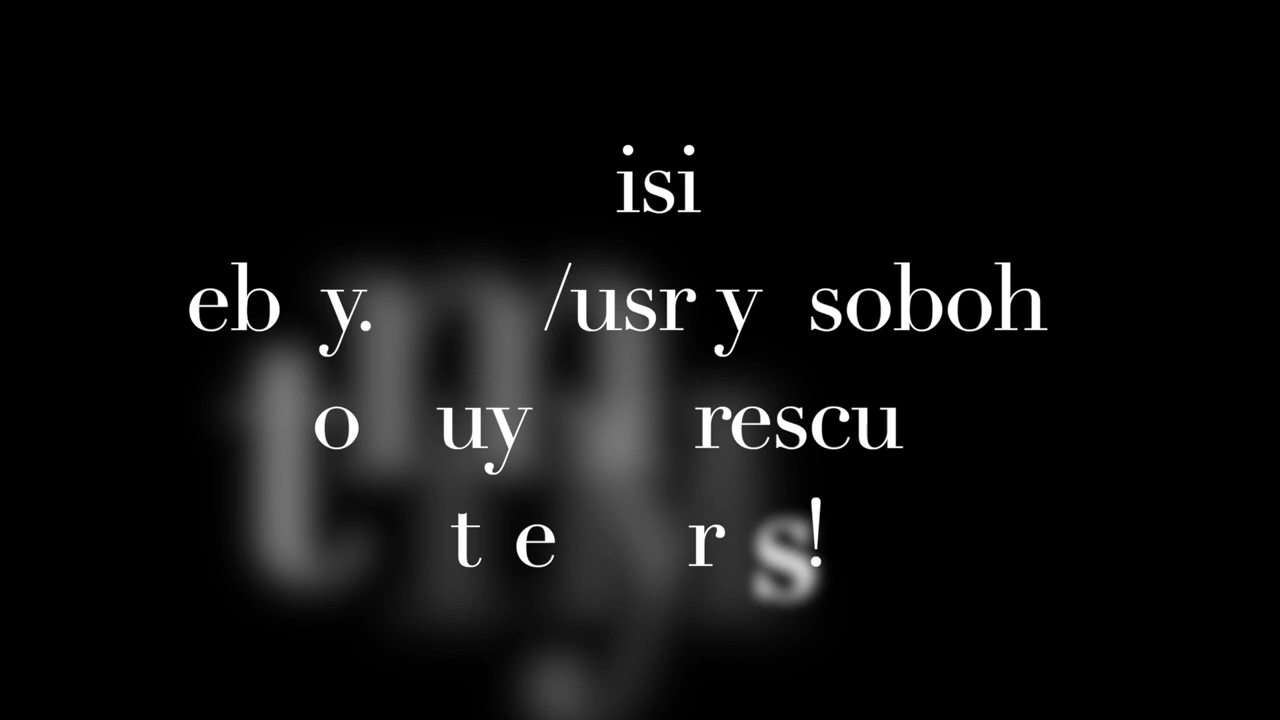 isi
eb y. /usr y soboh
o uy rescu
t e r s!